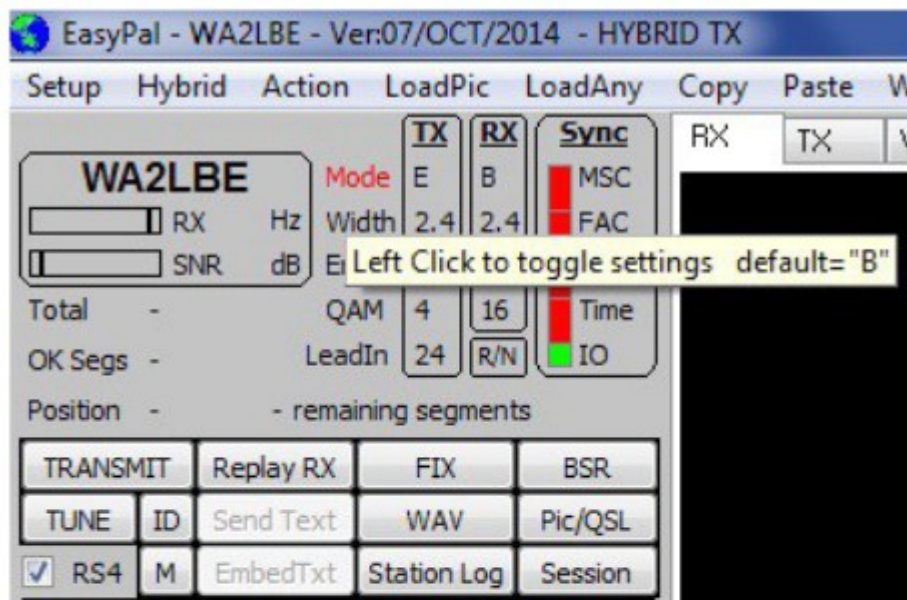 EasyPal - WA2LBE - Ver:07/OCT/2014 - HYBRID TX
Setup Hybrid Action LoadPic LoadAny Copy Paste
TX RX Sync RX TX
WA2LBE Mode E B MSC
RX Hz Width 2.4 2.4 FAC
SNR dB Left Click to toggle settings default="B"
Total - QAM 4 16 Time
OK Segs - LeadIn 24 R/N IO
Position - - remaining segments
TRANSMIT Replay RX FIX BSR
TUNE ID Send Text WAV Pic/QSL
RS4 M EmbedTxt Station Log Session